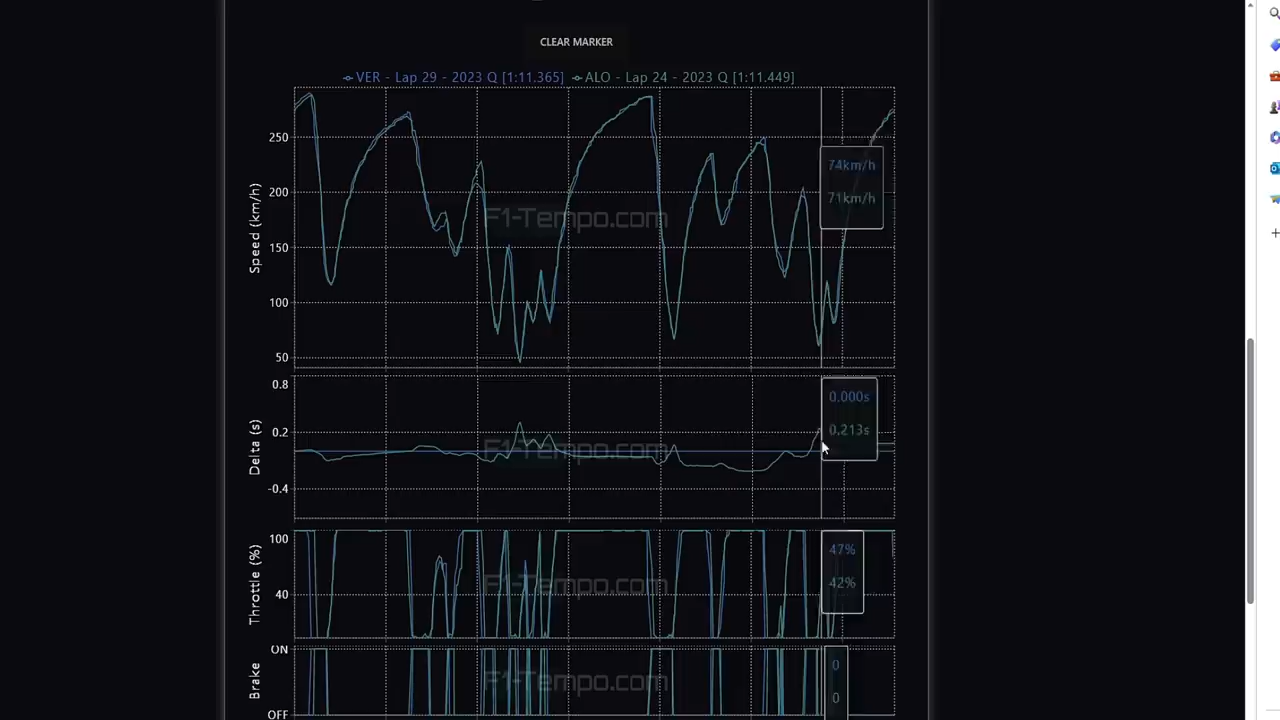 CLEAR MARKER
VER - Lap 29 - 2023 Q [1:11.365] ALO - Lap 24 - 2023 Q [1:11.449]
Speed (km/h)
250
200
150
100
50
74km/h
71km/h
F1-Tempo.com
Delta (s)
0.8
0.2
-0.4
0.000s
0.213s
F1-Tempo.com
Throttle (%)
100
40
47%
42%
F1-Tempo.com
Brake
ON
OFF
0
0
F1-Tempo.com